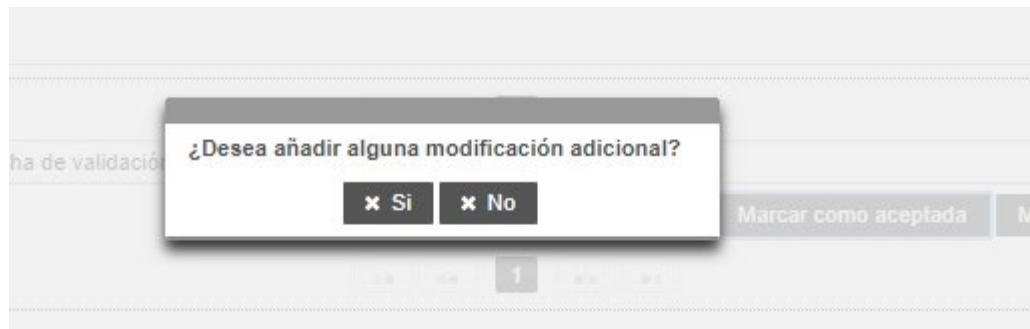 ¿Desea añadir alguna modificación adicional?
ha de validación
✖ Si ✖ No
Marcar como aceptada M
1